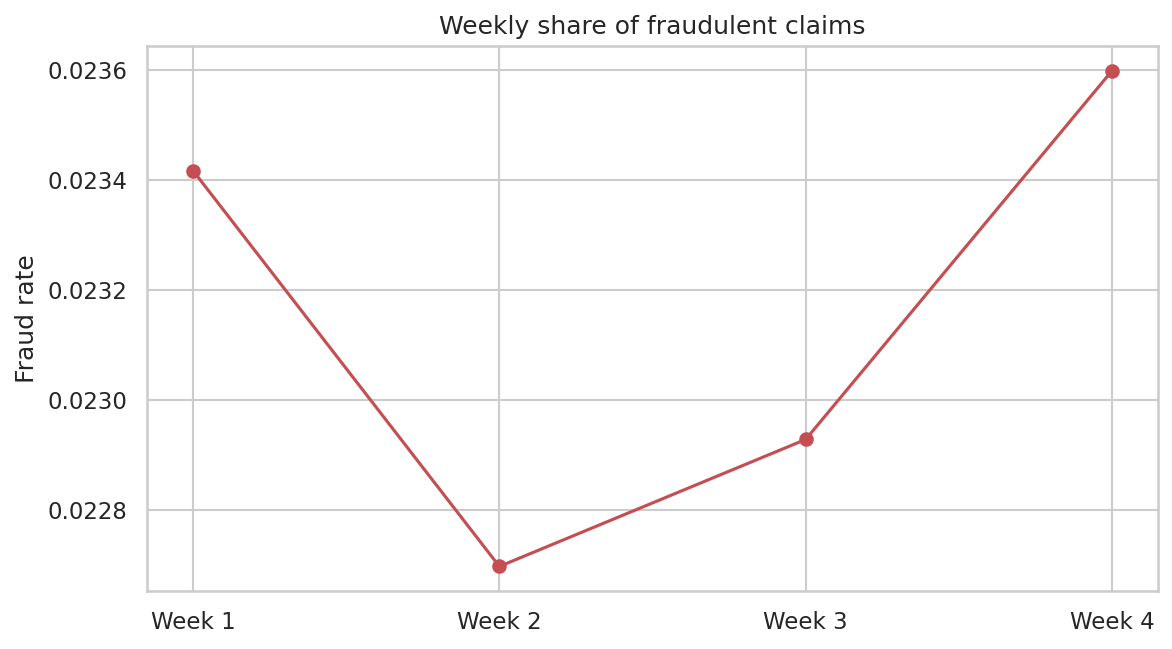 Weekly share of fraudulent claims
Fraud rate
0.0236
0.0234
0.0232
0.0230
0.0228
Week 1
Week 2
Week 3
Week 4